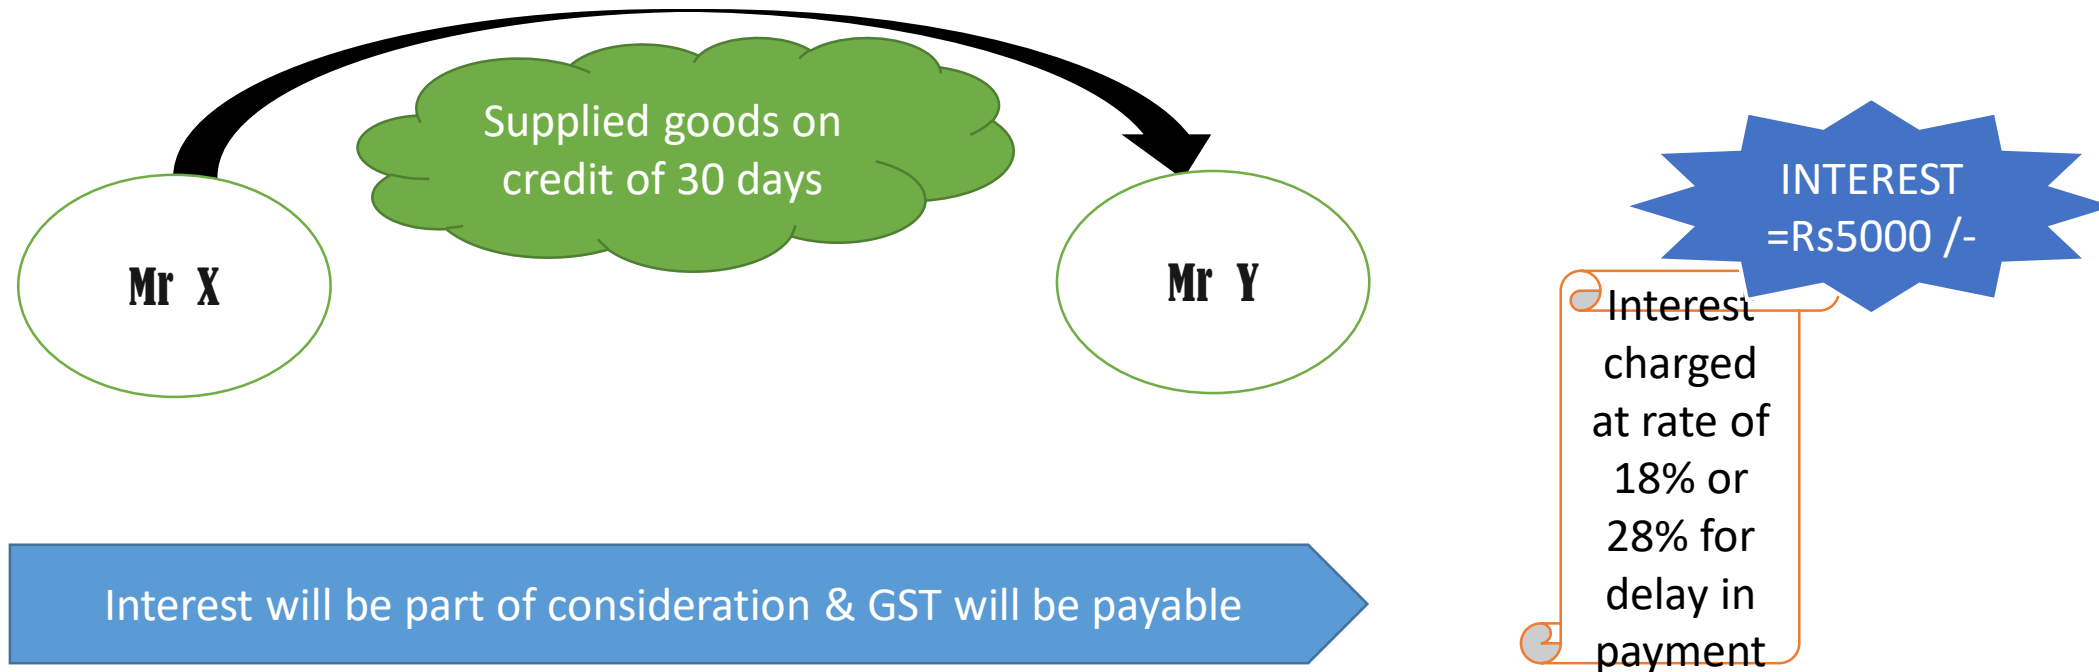 Supplied goods on
credit of 30 days
Mr X
Mr Y
INTEREST
=Rs5000 /-
Interest
charged
at rate of
18% or
28% for
delay in
payment
Interest will be part of consideration & GST will be payable